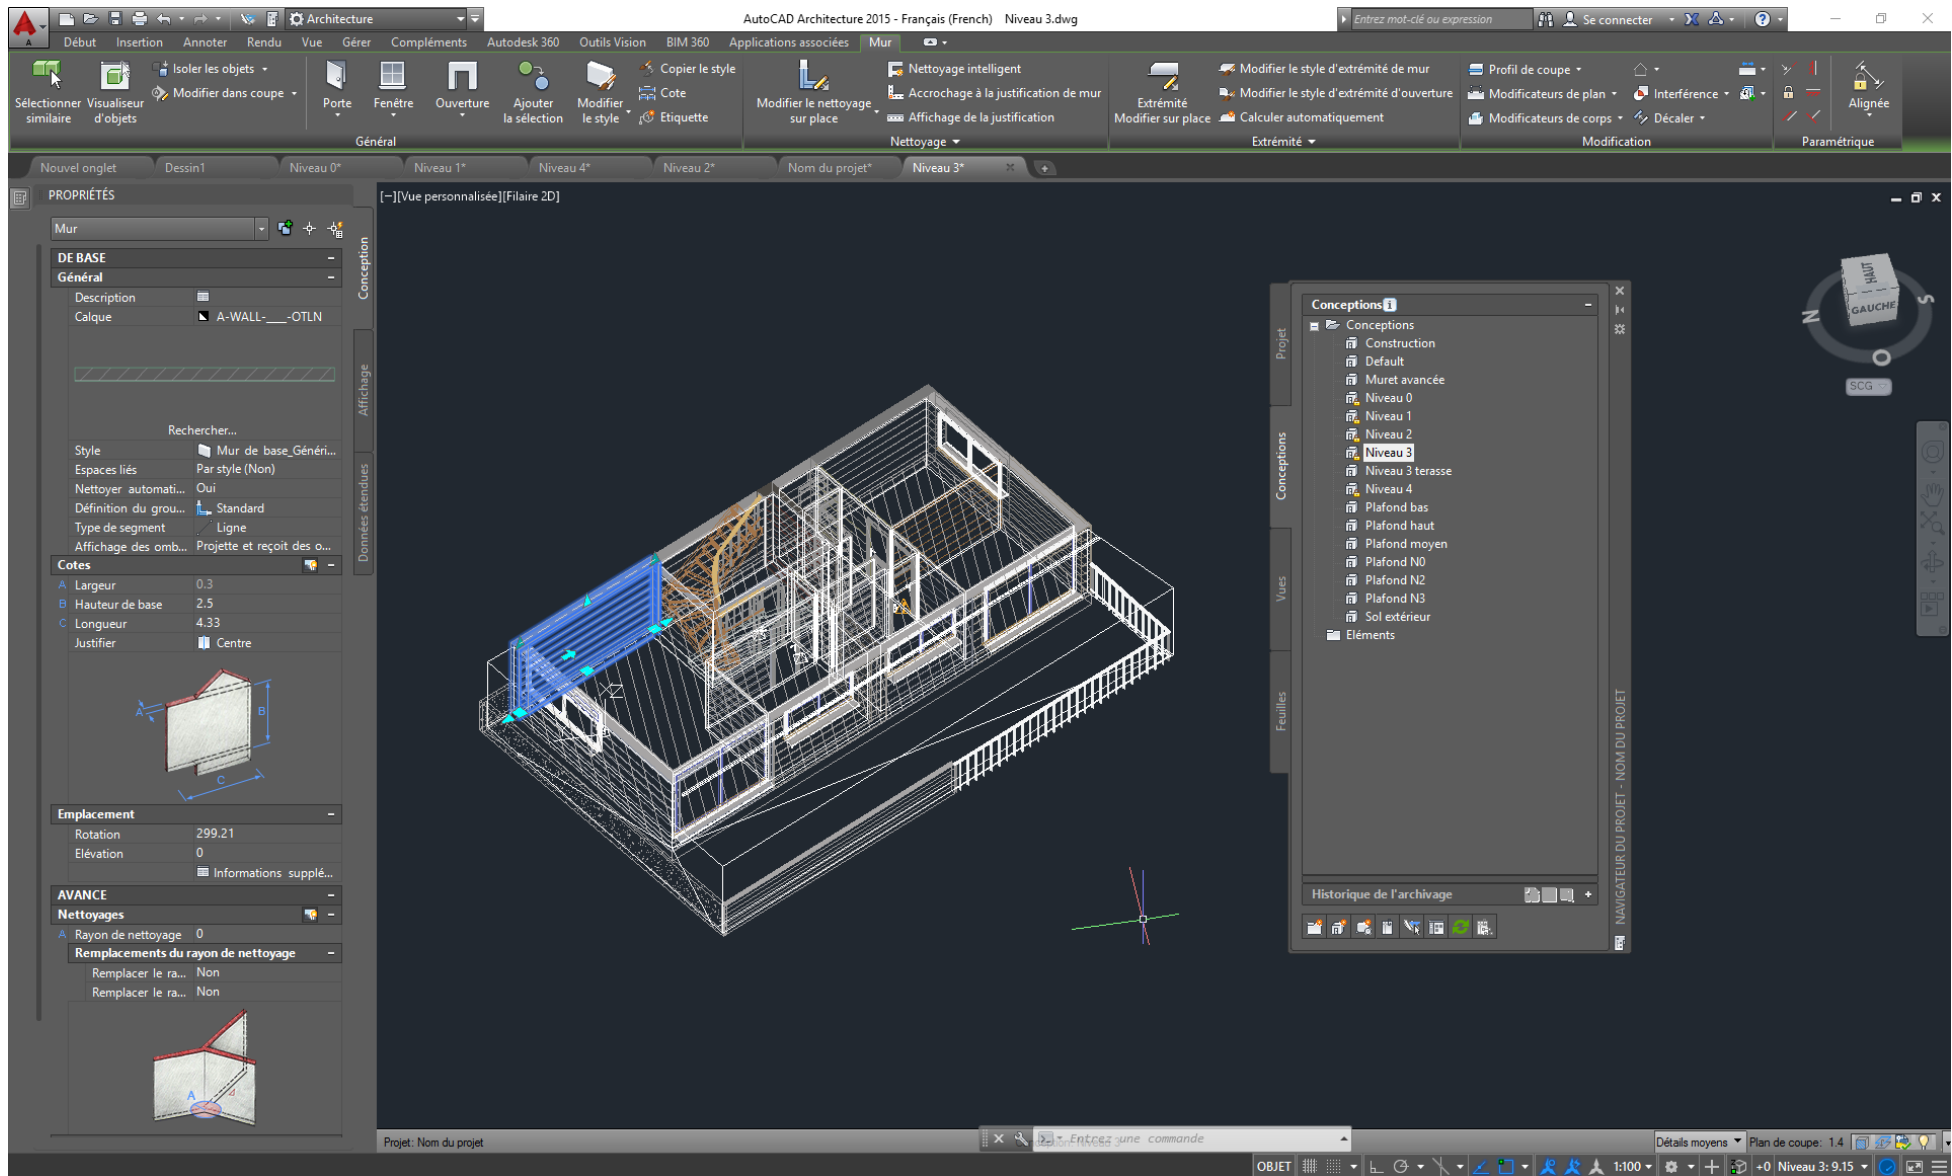 Architecture
AutoCAD Architecture 2015 - Français (French) Niveau 3.dwg
Entrez mot-clé ou expression
Se connecter
Début Insertion Annoter Rendu Vue Gérer Compléments Autodesk 360 Outils Vision BIM 360 Applications associées Mur
Sélectionner similaire
Visualiseur d'objets
Isoler les objets
Modifier dans coupe
Porte
Fenêtre
Ouverture
Ajouter la sélection
Modifier le style
Copier le style
Cote
Etiquette
Général
Modifier le nettoyage sur place
Nettoyage intelligent
Accrochage à la justification de mur
Affichage de la justification
Nettoyage
Extrémité Modifier sur place
Modifier le style d'extrémité de mur
Modifier le style d'extrémité d'ouverture
Calculer automatiquement
Extrémité
Profil de coupe
Modificateurs de plan
Modificateurs de corps
Interférence
Décaler
Modification
Alignée
Paramétrique
Nouvel onglet Dessin1 Niveau 0* Niveau 1* Niveau 4* Niveau 2* Nom du projet* Niveau 3*
PROPRIÉTÉS
Mur
DE BASE
Général
Description
Calque A-WALL-___-OTLN
Rechercher...
Style Mur de base_Généri...
Espaces liés Par style (Non)
Nettoyer automati... Oui
Définition du grou... Standard
Type de segment Ligne
Affichage des omb... Projette et reçoit des o...
Cotes
A Largeur 0.3
B Hauteur de base 2.5
C Longueur 4.33
Justifier Centre
A
B
C
Emplacement
Rotation 299.21
Elévation 0
Informations supplé...
AVANCE
Nettoyages
A Rayon de nettoyage 0
Remplacements du rayon de nettoyage
Remplacer le ra... Non
Remplacer le ra... Non
A
Conception
Affichage
Données étendues
[−][Vue personnalisée][Filaire 2D]
Projet
Conceptions
Vues
Feuilles
Conceptions
Conceptions
Construction
Default
Muret avancée
Niveau 0
Niveau 1
Niveau 2
Niveau 3
Niveau 3 terasse
Niveau 4
Plafond bas
Plafond haut
Plafond moyen
Plafond N0
Plafond N2
Plafond N3
Sol extérieur
Eléments
Historique de l'archivage
NAVIGATEUR DU PROJET - NOM DU PROJET
HAUT
GAUCHE
N
S
O
SCG
Projet: Nom du projet
Entrez une commande
Détails moyens Plan de coupe: 1.4
OBJET
1:100
+0 Niveau 3: 9.15